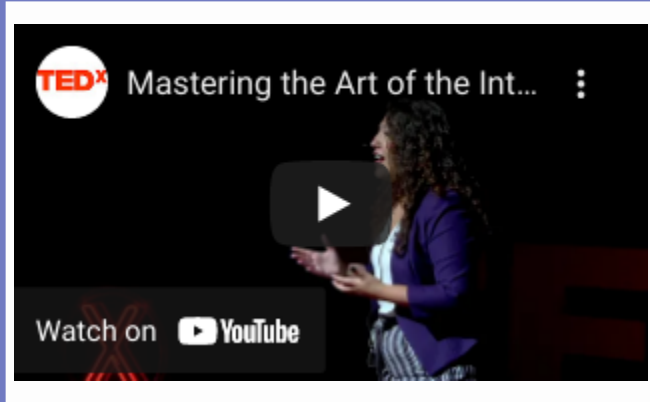 TEDx
Mastering the Art of the Int...
Watch on YouTube
X